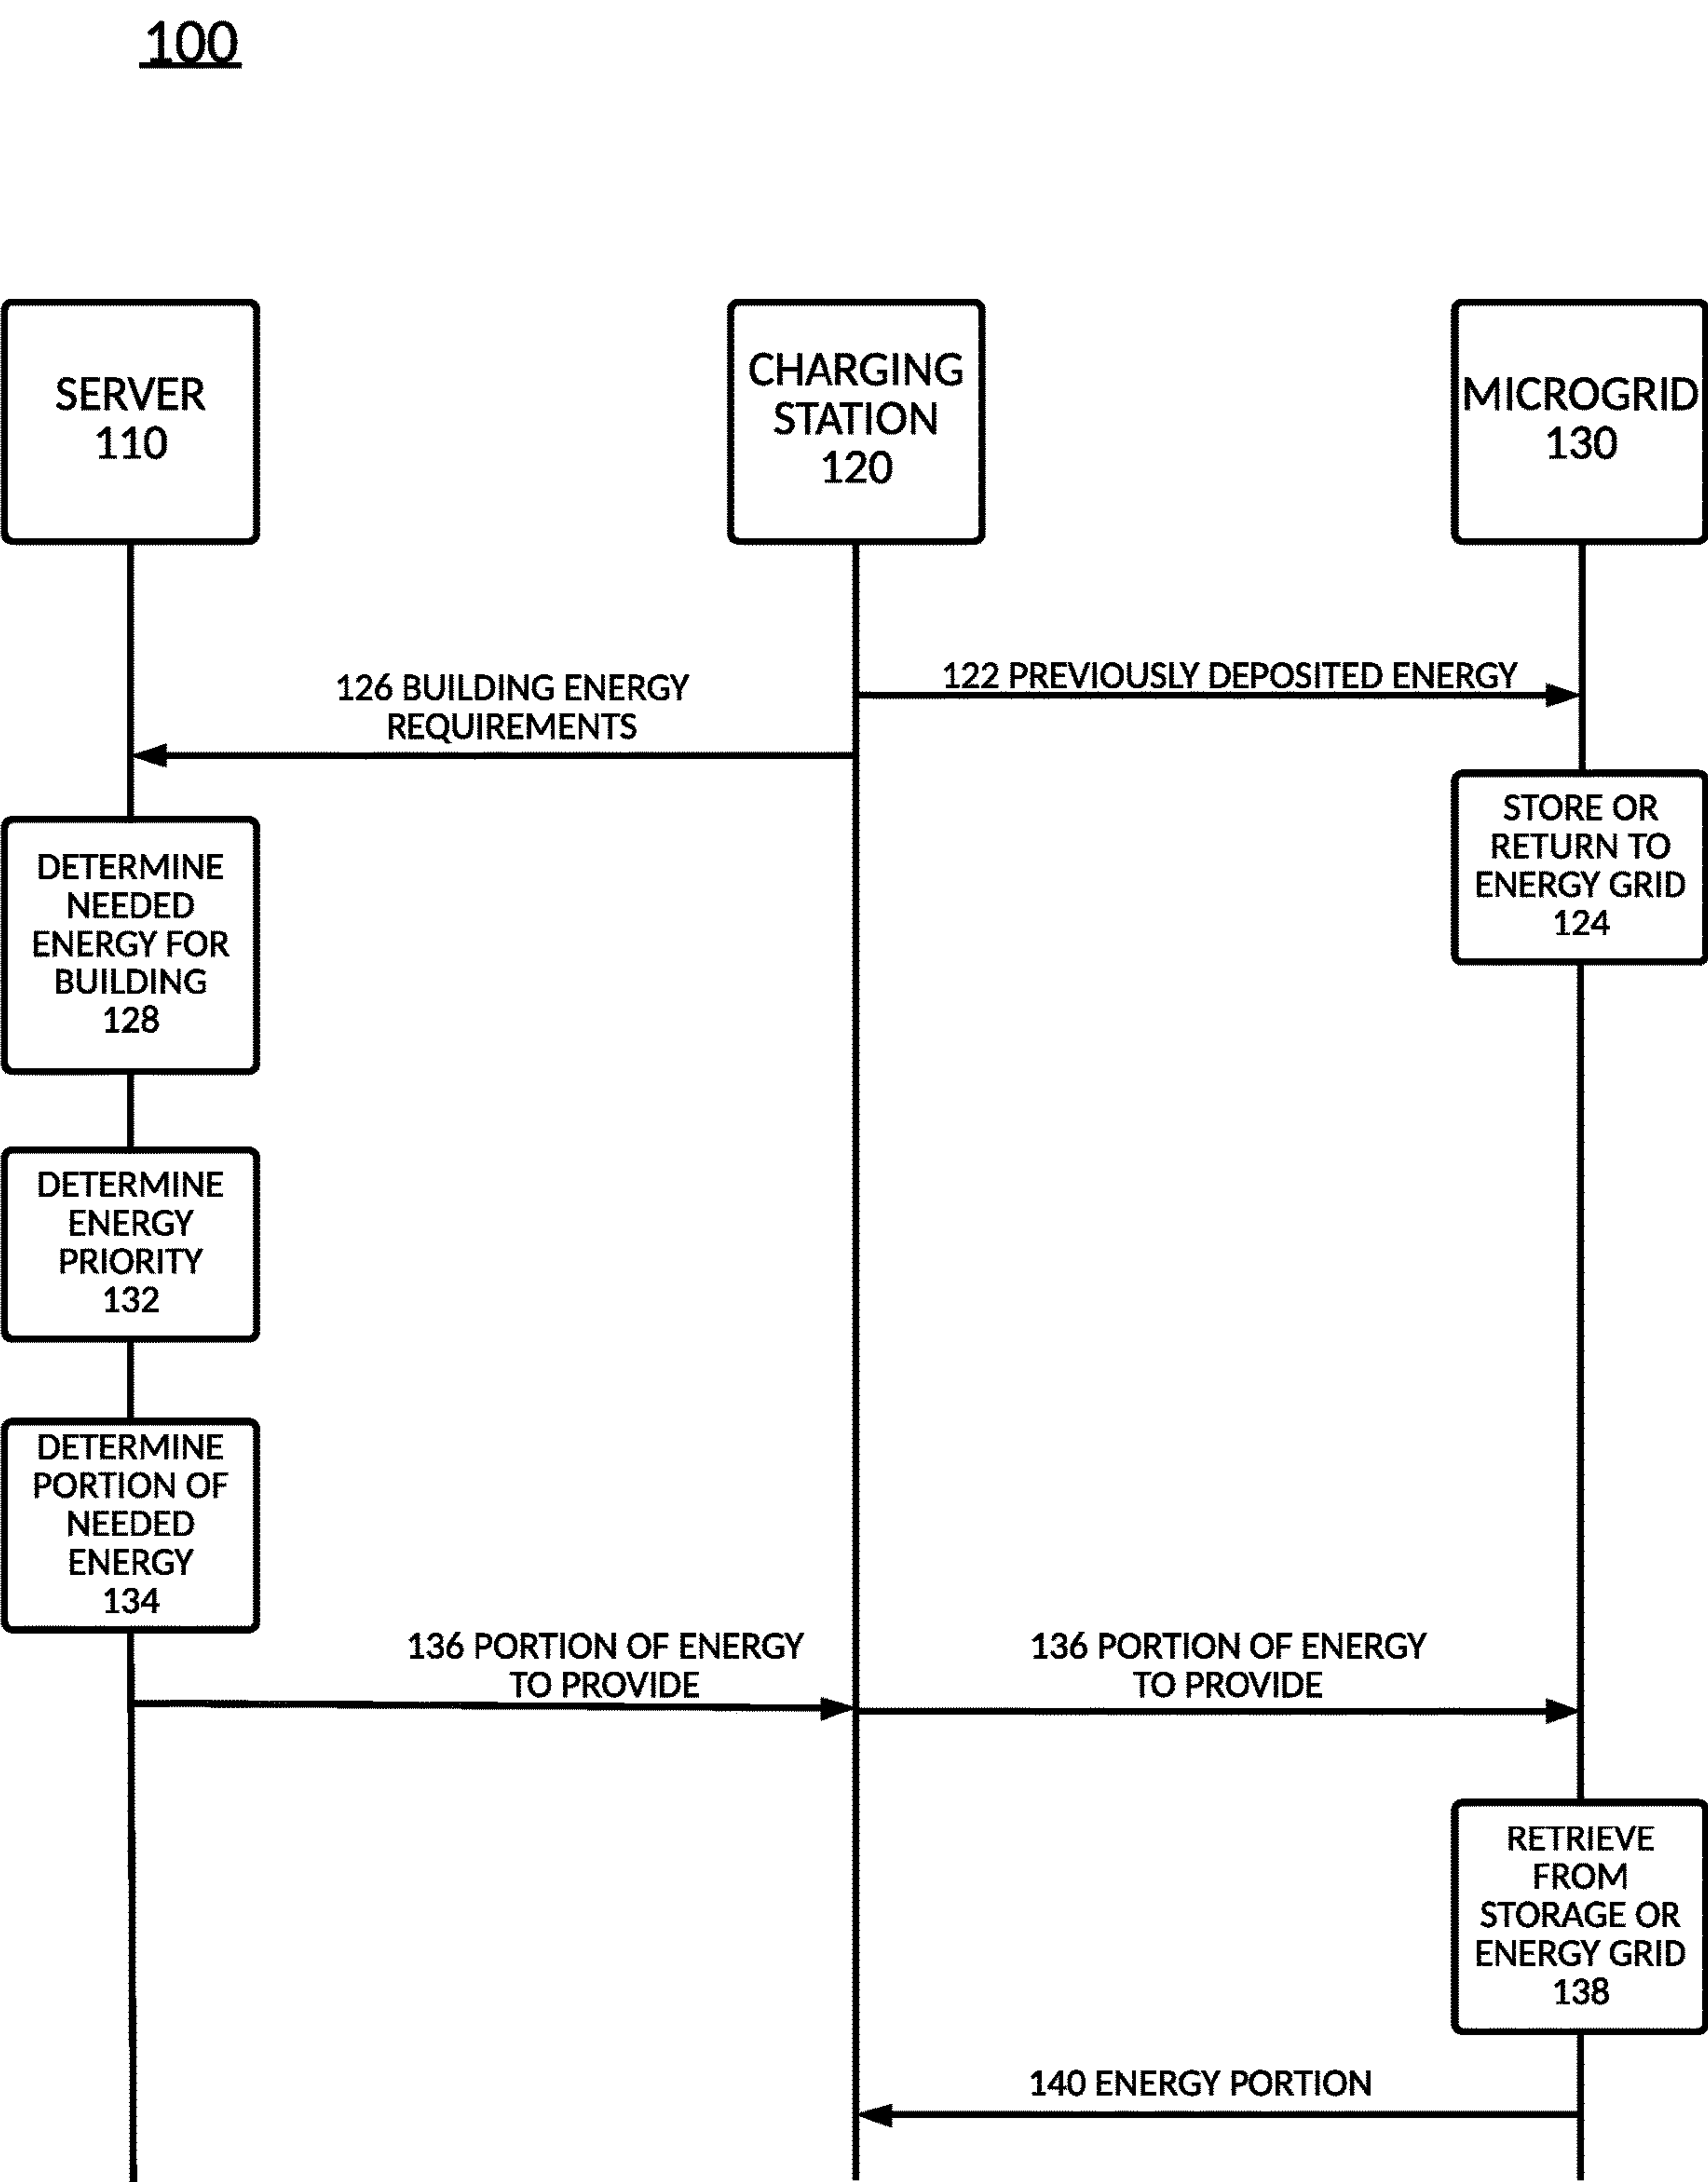 100
SERVER
110
CHARGING
STATION
120
MICROGRID
130
122 PREVIOUSLY DEPOSITED ENERGY
126 BUILDING ENERGY
REQUIREMENTS
STORE OR
RETURN TO
ENERGY GRID
124
DETERMINE
NEEDED
ENERGY FOR
BUILDING
128
DETERMINE
ENERGY
PRIORITY
132
DETERMINE
PORTION OF
NEEDED
ENERGY
134
136 PORTION OF ENERGY
TO PROVIDE
136 PORTION OF ENERGY
TO PROVIDE
RETRIEVE
FROM
STORAGE OR
ENERGY GRID
138
140 ENERGY PORTION